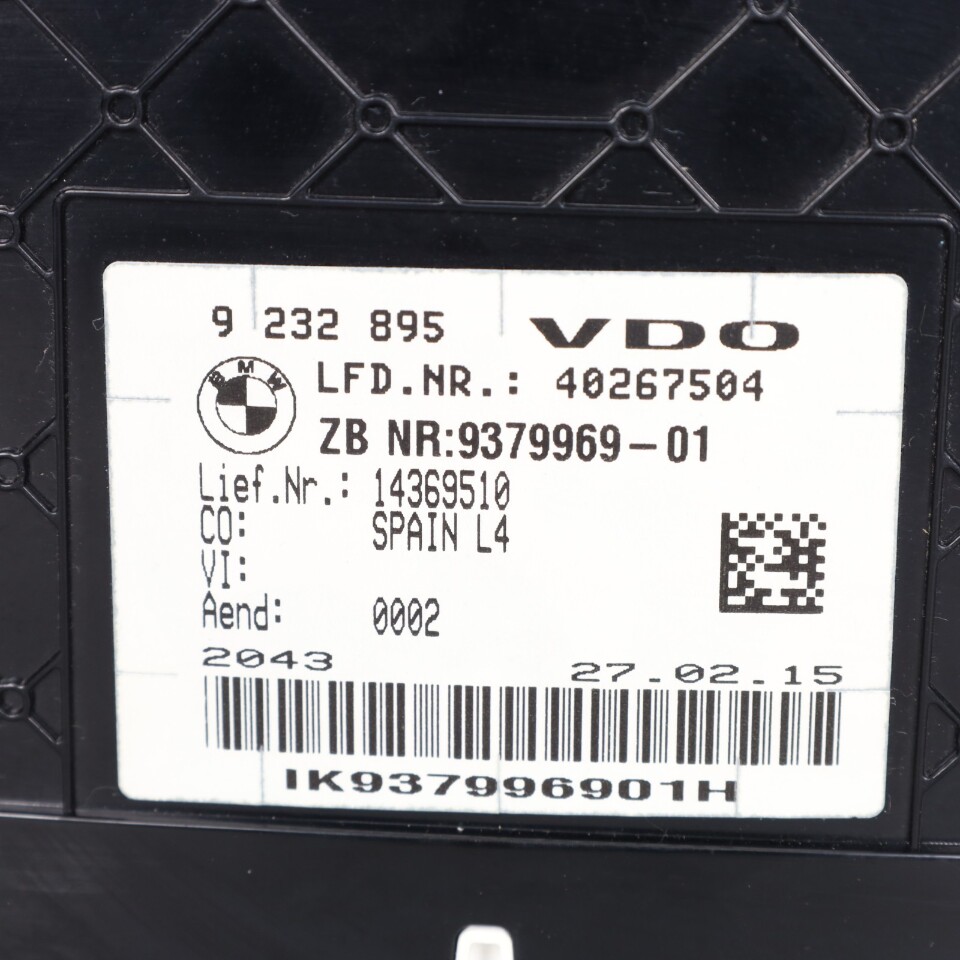 9 232 895 VDO
BMW LFD.NR.: 40267504
ZB NR:9379969-01
Lief.Nr.: 14369510
CO: SPAIN L4
VI:
Aend: 0002
2043 27.02.15
IK937996901H